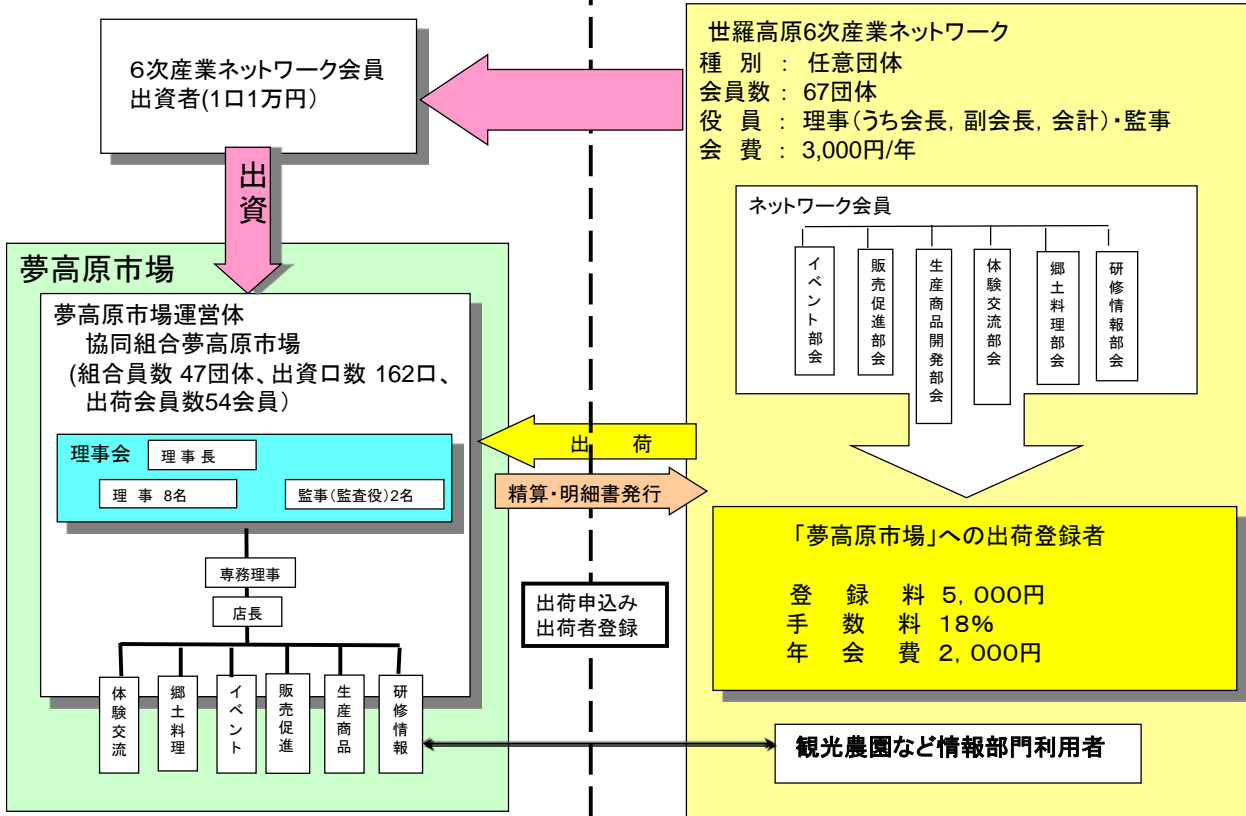 6次産業ネットワーク会員
出資者(1口1万円)
出資
夢高原市場
夢高原市場運営体
協同組合夢高原市場
(組合員数 47団体、出資口数 162口、
出荷会員数54会員)
理事会
理 事 長
理 事 8名
監事(監査役)2名
専務理事
店長
体験交流
郷土料理
イベント
販売促進
生産商品
研修情報
出 荷
精算・明細書発行
出荷申込み
出荷者登録
世羅高原6次産業ネットワーク
種 別 : 任意団体
会員数 : 67団体
役 員 : 理事(うち会長, 副会長, 会計)・監事
会 費 : 3,000円/年
ネットワーク会員
イベント部会
販売促進部会
生産商品開発部会
体験交流部会
郷土料理部会
研修情報部会
「夢高原市場」への出荷登録者
登 録 料 5,000円
手 数 料 18%
年 会 費 2,000円
観光農園など情報部門利用者